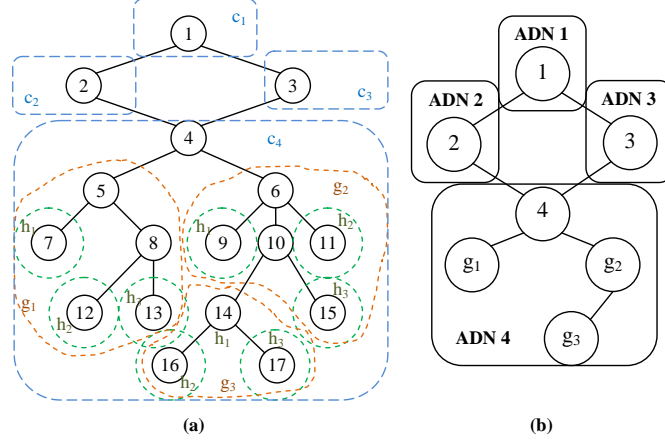 1
c₁
2
c₂
3
c₃
4
c₄
5
6
g₂
h₁
7
8
h₁
9
10
11
h₂
g₁
h₂
12
h₃
13
14
h₃
15
h₁
h₃
16
h₂
g₃
17
(a)
ADN 1
1
ADN 2
2
ADN 3
3
4
g₁
g₂
ADN 4
g₃
(b)